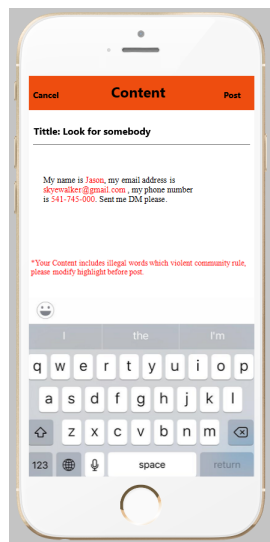 Cancel Content Post
Tittle: Look for somebody
My name is Jason, my email address is
skyewalker@gmail.com , my phone number
is 541-745-000. Sent me DM please.
*Your Content includes illegal words which violent community rule,
please modify highlight before post.
I the I'm
q w e r t y u i o p
a s d f g h j k l
z x c v b n m
123 space return